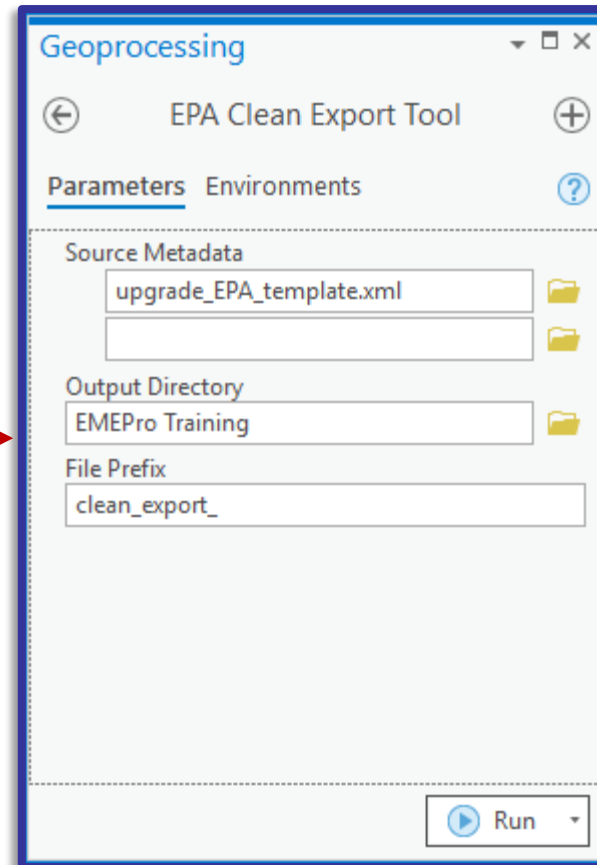 Geoprocessing
EPA Clean Export Tool
Parameters Environments
Source Metadata
upgrade_EPA_template.xml
Output Directory
EMEPro Training
File Prefix
clean_export_
Run